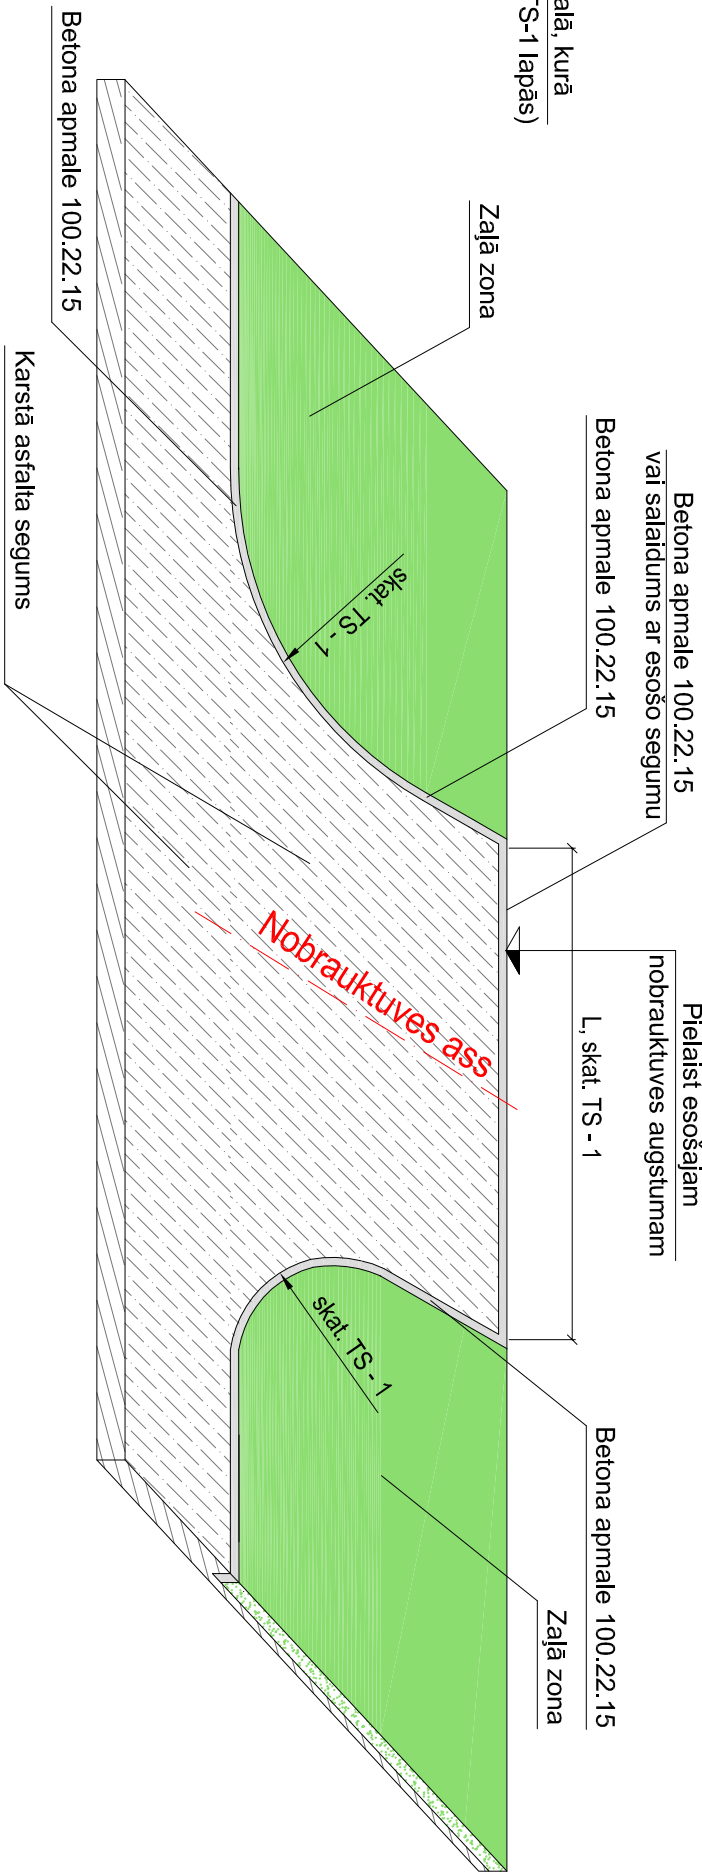 alā, kurā
TS-1 lapās)
Betona apmale 100.22.15
vai salaidums ar esošo segumu
Pielaist esošajam
nobrauktuves augstumam
Betona apmale 100.22.15
L, skat. TS - 1
Betona apmale 100.22.15
Zaļā zona
Zaļā zona
skat. TS - 1
Nobrauktuves ass
skat. TS - 1
Betona apmale 100.22.15
Karstā asfalta segums